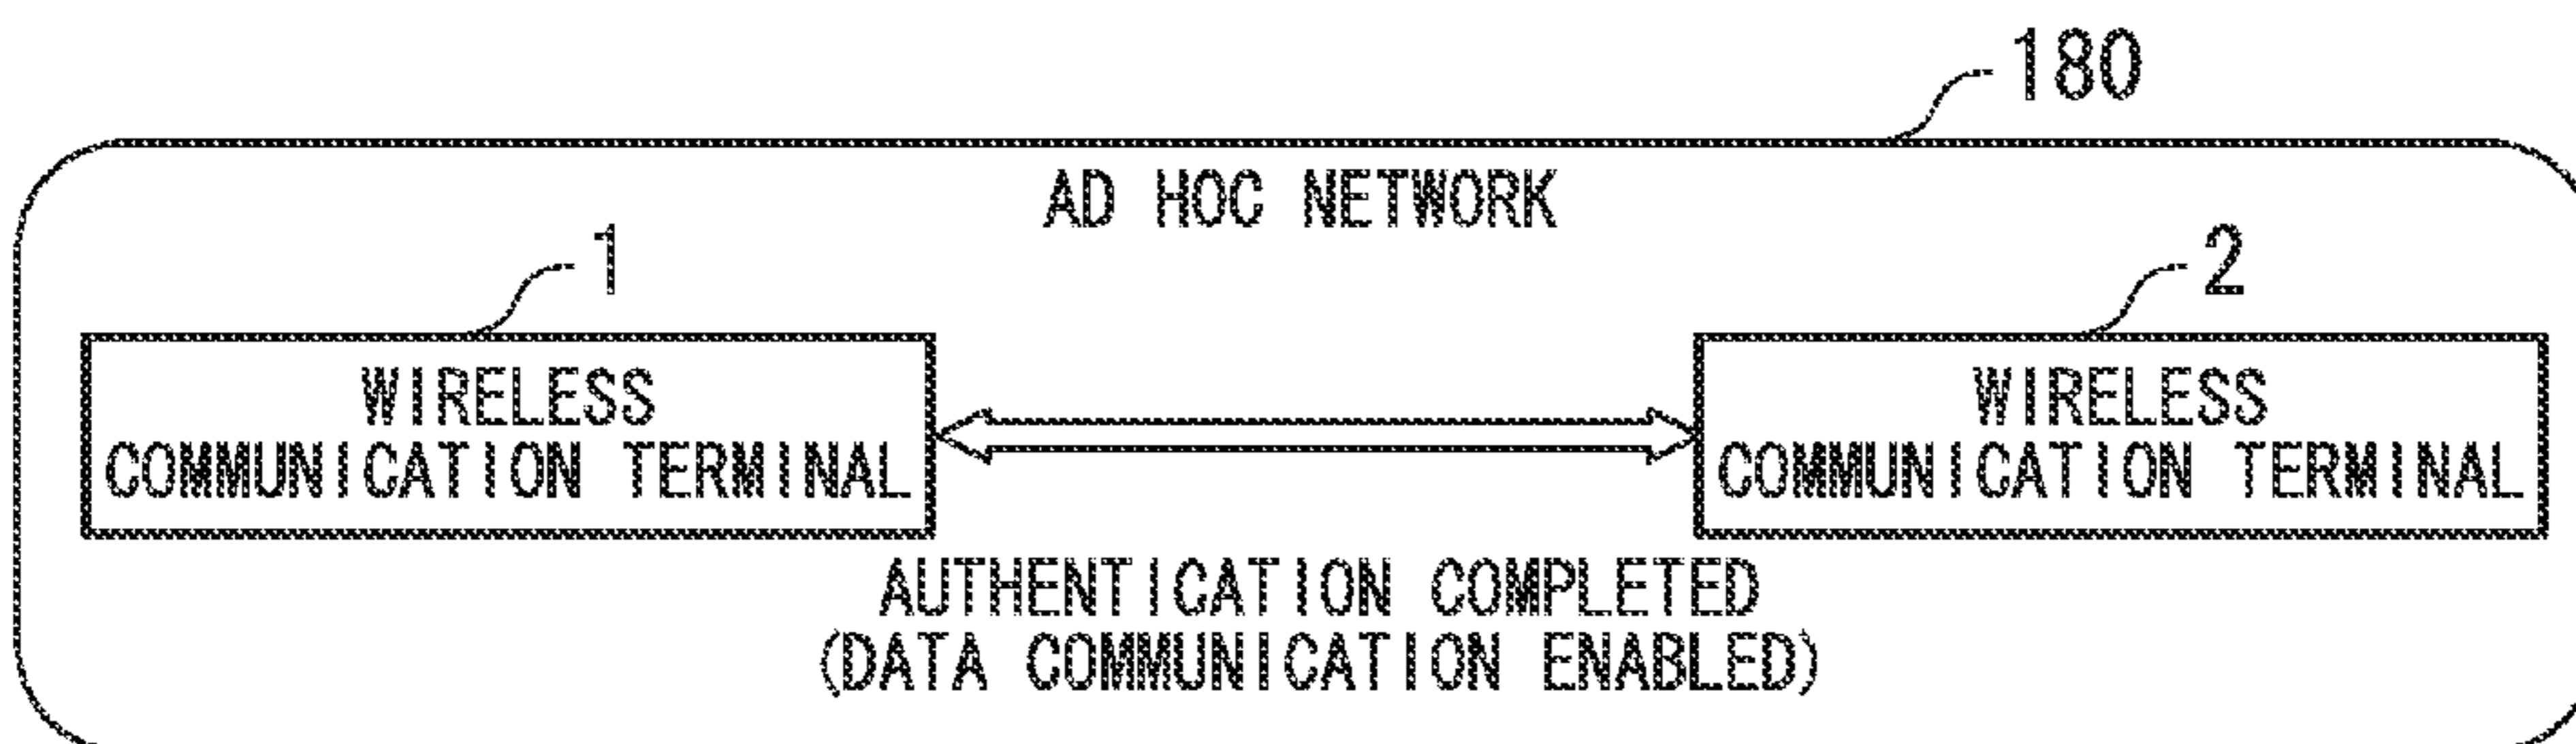 180
AD HOC NETWORK
1
2
WIRELESS
COMMUNICATION TERMINAL
WIRELESS
COMMUNICATION TERMINAL
AUTHENTICATION COMPLETED
(DATA COMMUNICATION ENABLED)